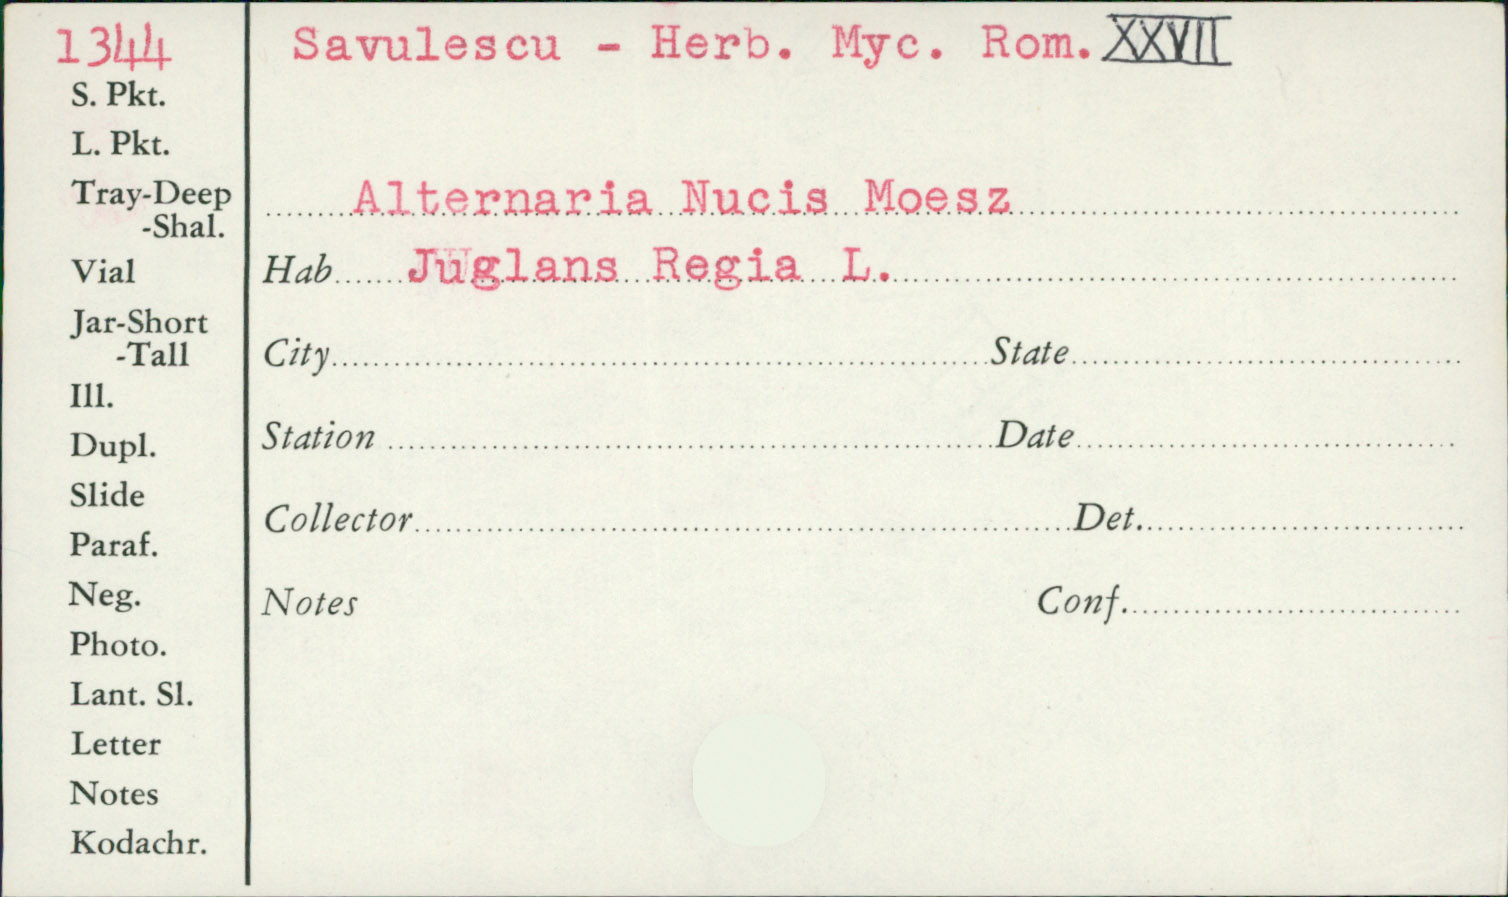 1344
Savulescu - Herb. Myc. Rom. XXVII
S. Pkt.
L. Pkt.
Tray-Deep
-Shal.
Vial
Jar-Short
-Tall
Ill.
Dupl.
Slide
Paraf.
Neg.
Photo.
Lant. Sl.
Letter
Notes
Kodachr.
Alternaria Nucis Moesz
Hab Juglans Regia L.
City State
Station Date
Collector Det.
Notes Conf.